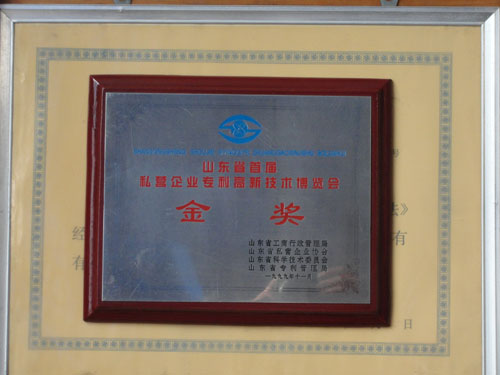 山东省首届
私营企业专利高新技术博览会
金 奖
山东省工商行政管理局
山东省私营企业协会
山东省科学技术委员会
山东省专利管理局
一九九九年十一月
法》
经
有
有
日